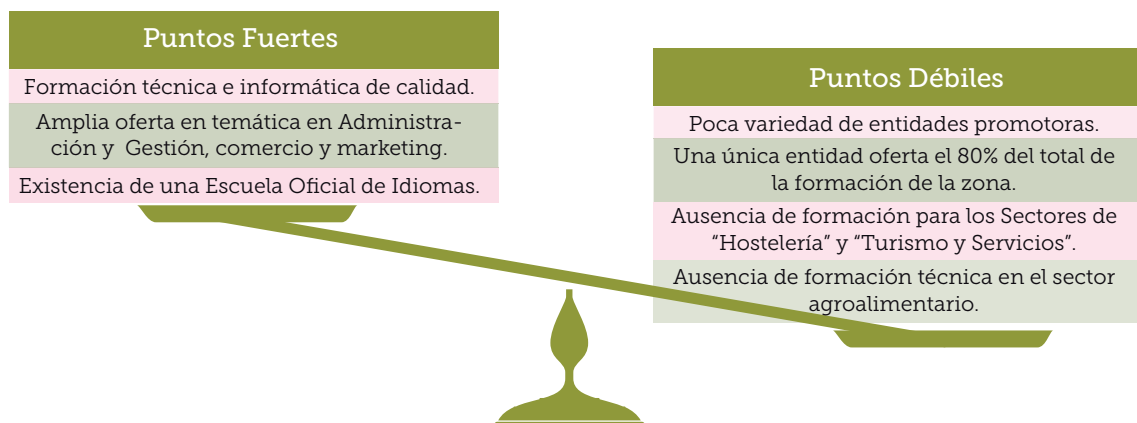 Puntos Fuertes
Formación técnica e informática de calidad.
Amplia oferta en temática en Administra-
ción y Gestión, comercio y marketing.
Existencia de una Escuela Oficial de Idiomas.
Puntos Débiles
Poca variedad de entidades promotoras.
Una única entidad oferta el 80% del total de
la formación de la zona.
Ausencia de formación para los Sectores de
“Hostelería” y “Turismo y Servicios”.
Ausencia de formación técnica en el sector
agroalimentario.